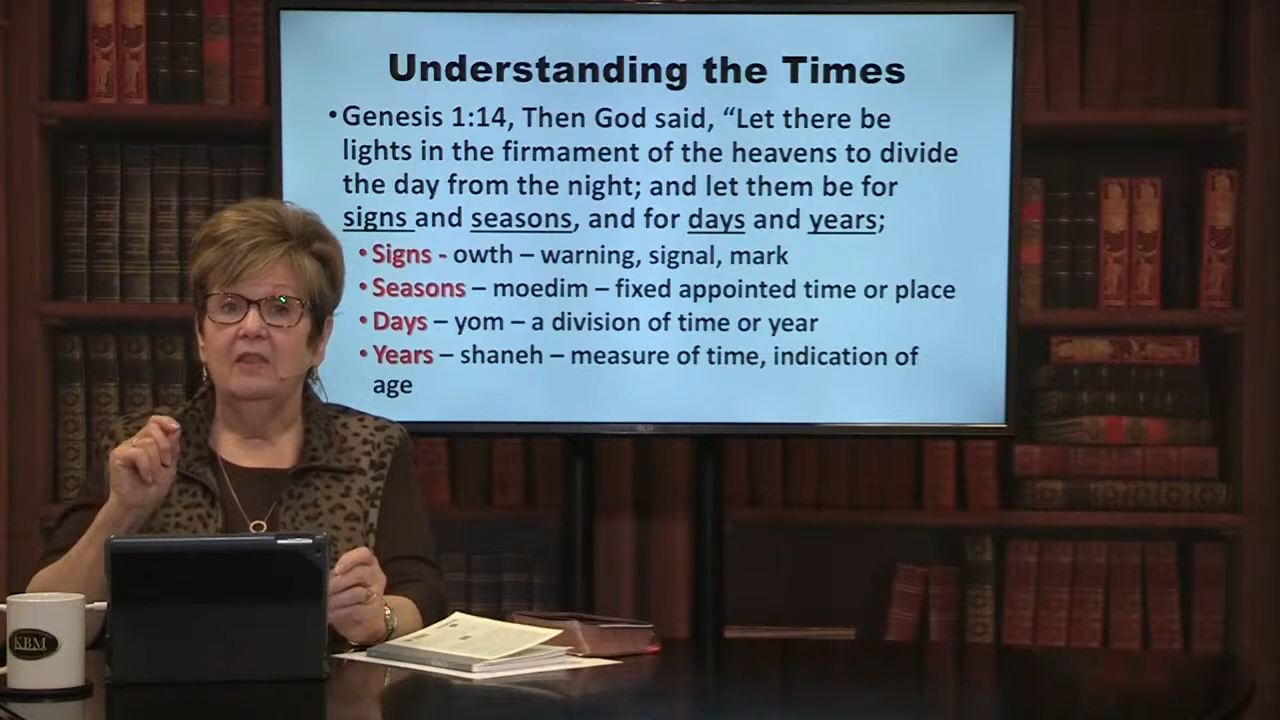 Understanding the Times
•Genesis 1:14, Then God said, “Let there be
lights in the firmament of the heavens to divide
the day from the night; and let them be for
signs and seasons, and for days and years;
•Signs - owth – warning, signal, mark
•Seasons – moedim – fixed appointed time or place
•Days – yom – a division of time or year
•Years – shaneh – measure of time, indication of
age
KBM